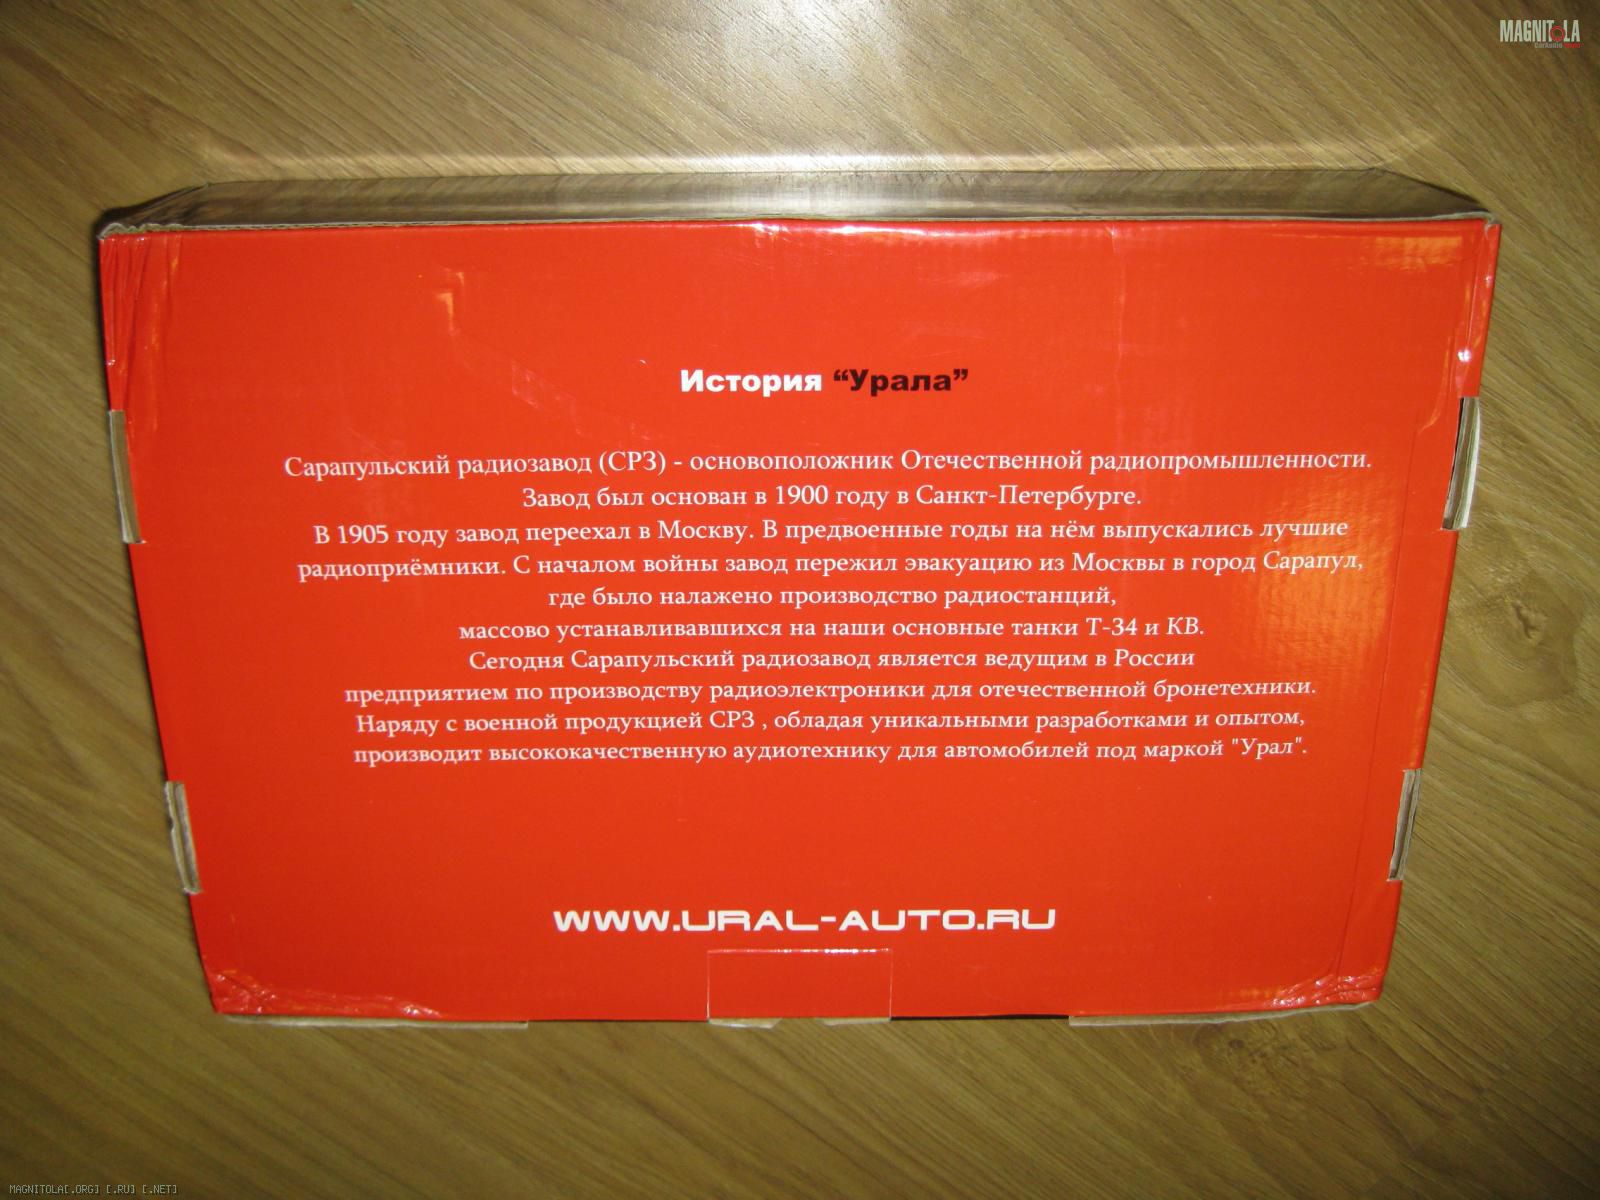 MAGNITOLA
CarAudio
История “Урала”
Сарапульский радиозавод (СРЗ) - основоположник Отечественной радиопромышленности.
Завод был основан в 1900 году в Санкт-Петербурге.
В 1905 году завод переехал в Москву. В предвоенные годы на нём выпускались лучшие
радиоприёмники. С началом войны завод пережил эвакуацию из Москвы в город Сарапул,
где было налажено производство радиостанций,
массово устанавливавшихся на наши основные танки Т-34 и КВ.
Сегодня Сарапульский радиозавод является ведущим в России
предприятием по производству радиоэлектроники для отечественной бронетехники.
Наряду с военной продукцией СРЗ , обладая уникальными разработками и опытом,
производит высококачественную аудиотехнику для автомобилей под маркой "Урал".
WWW.URAL-AUTO.RU
MAGNITOLA[.ORG] [.RU] [.NET]